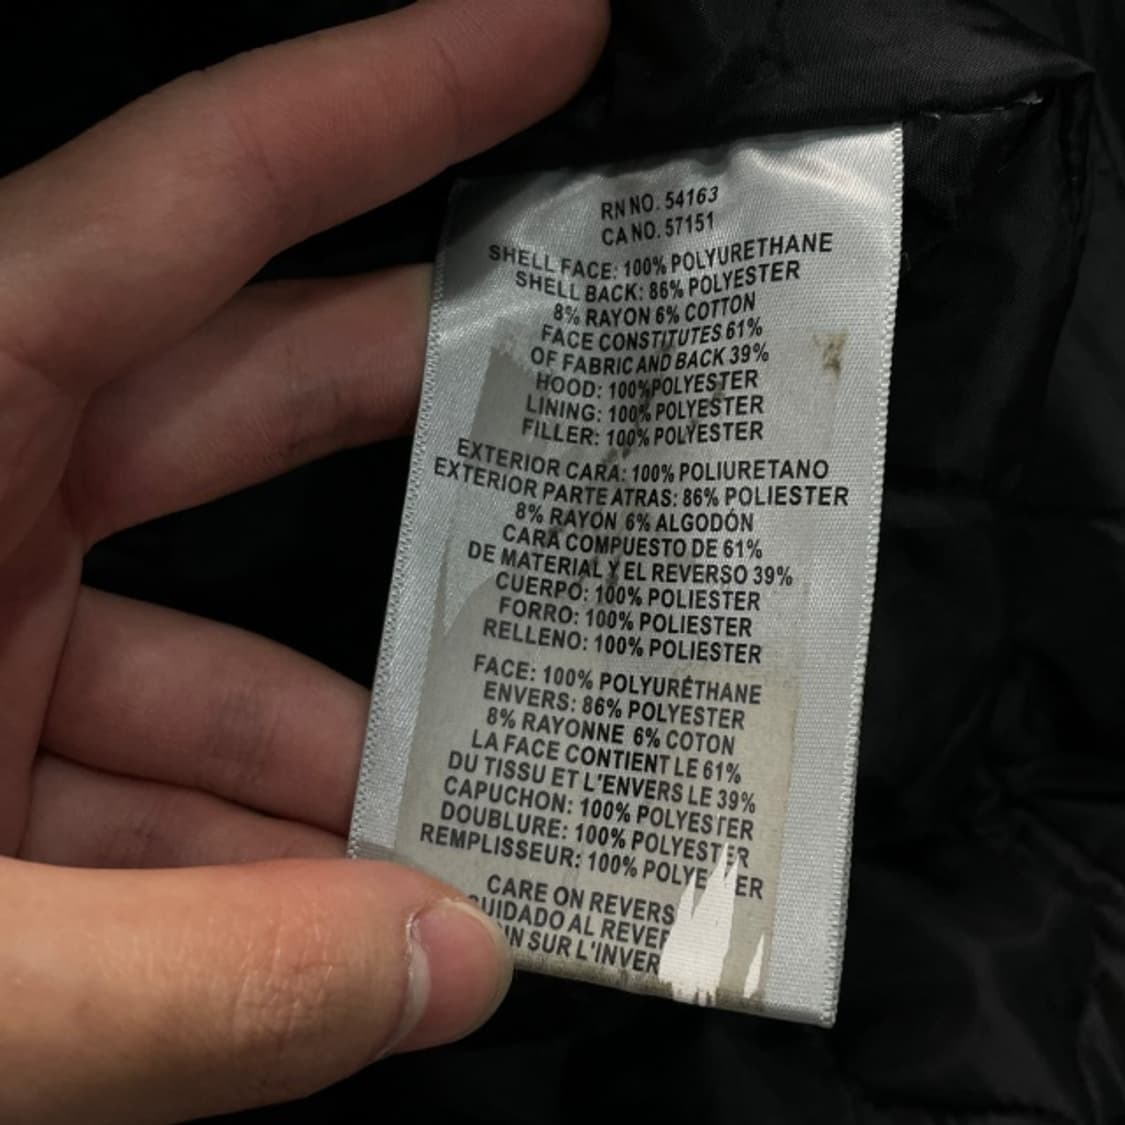 RN NO. 54163
CA NO. 57151
SHELL FACE: 100% POLYURETHANE
SHELL BACK: 86% POLYESTER
8% RAYON 6% COTTON
FACE CONSTITUTES 61%
OF FABRIC AND BACK 39%
HOOD: 100% POLYESTER
LINING: 100% POLYESTER
FILLER: 100% POLYESTER
EXTERIOR CARA: 100% POLIURETANO
EXTERIOR PARTE ATRAS: 86% POLIESTER
8% RAYON 6% ALGODÓN
CARA COMPUESTO DE 61%
DE MATERIAL Y EL REVERSO 39%
CUERPO: 100% POLIESTER
FORRO: 100% POLIESTER
RELLENO: 100% POLIESTER
FACE: 100% POLYURÉTHANE
ENVERS: 86% POLYESTER
8% RAYONNE 6% COTON
LA FACE CONTIENT LE 61%
DU TISSU ET L'ENVERS LE 39%
CAPUCHON: 100% POLYESTER
DOUBLURE: 100% POLYESTER
REMPLISSEUR: 100%
CARE ON
AL
SUR